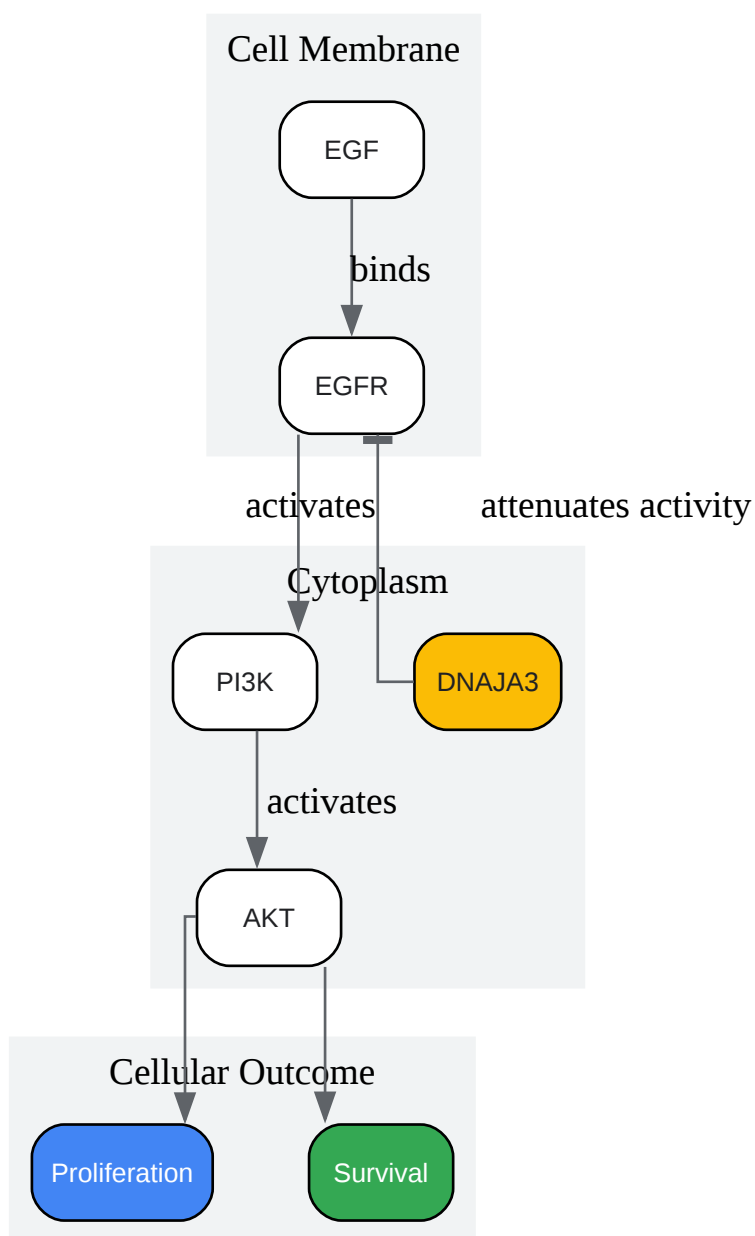 Cell Membrane
EGF
binds
EGFR
activates
attenuates activity
Cytoplasm
PI3K
DNAJA3
activates
AKT
Cellular Outcome
Proliferation
Survival